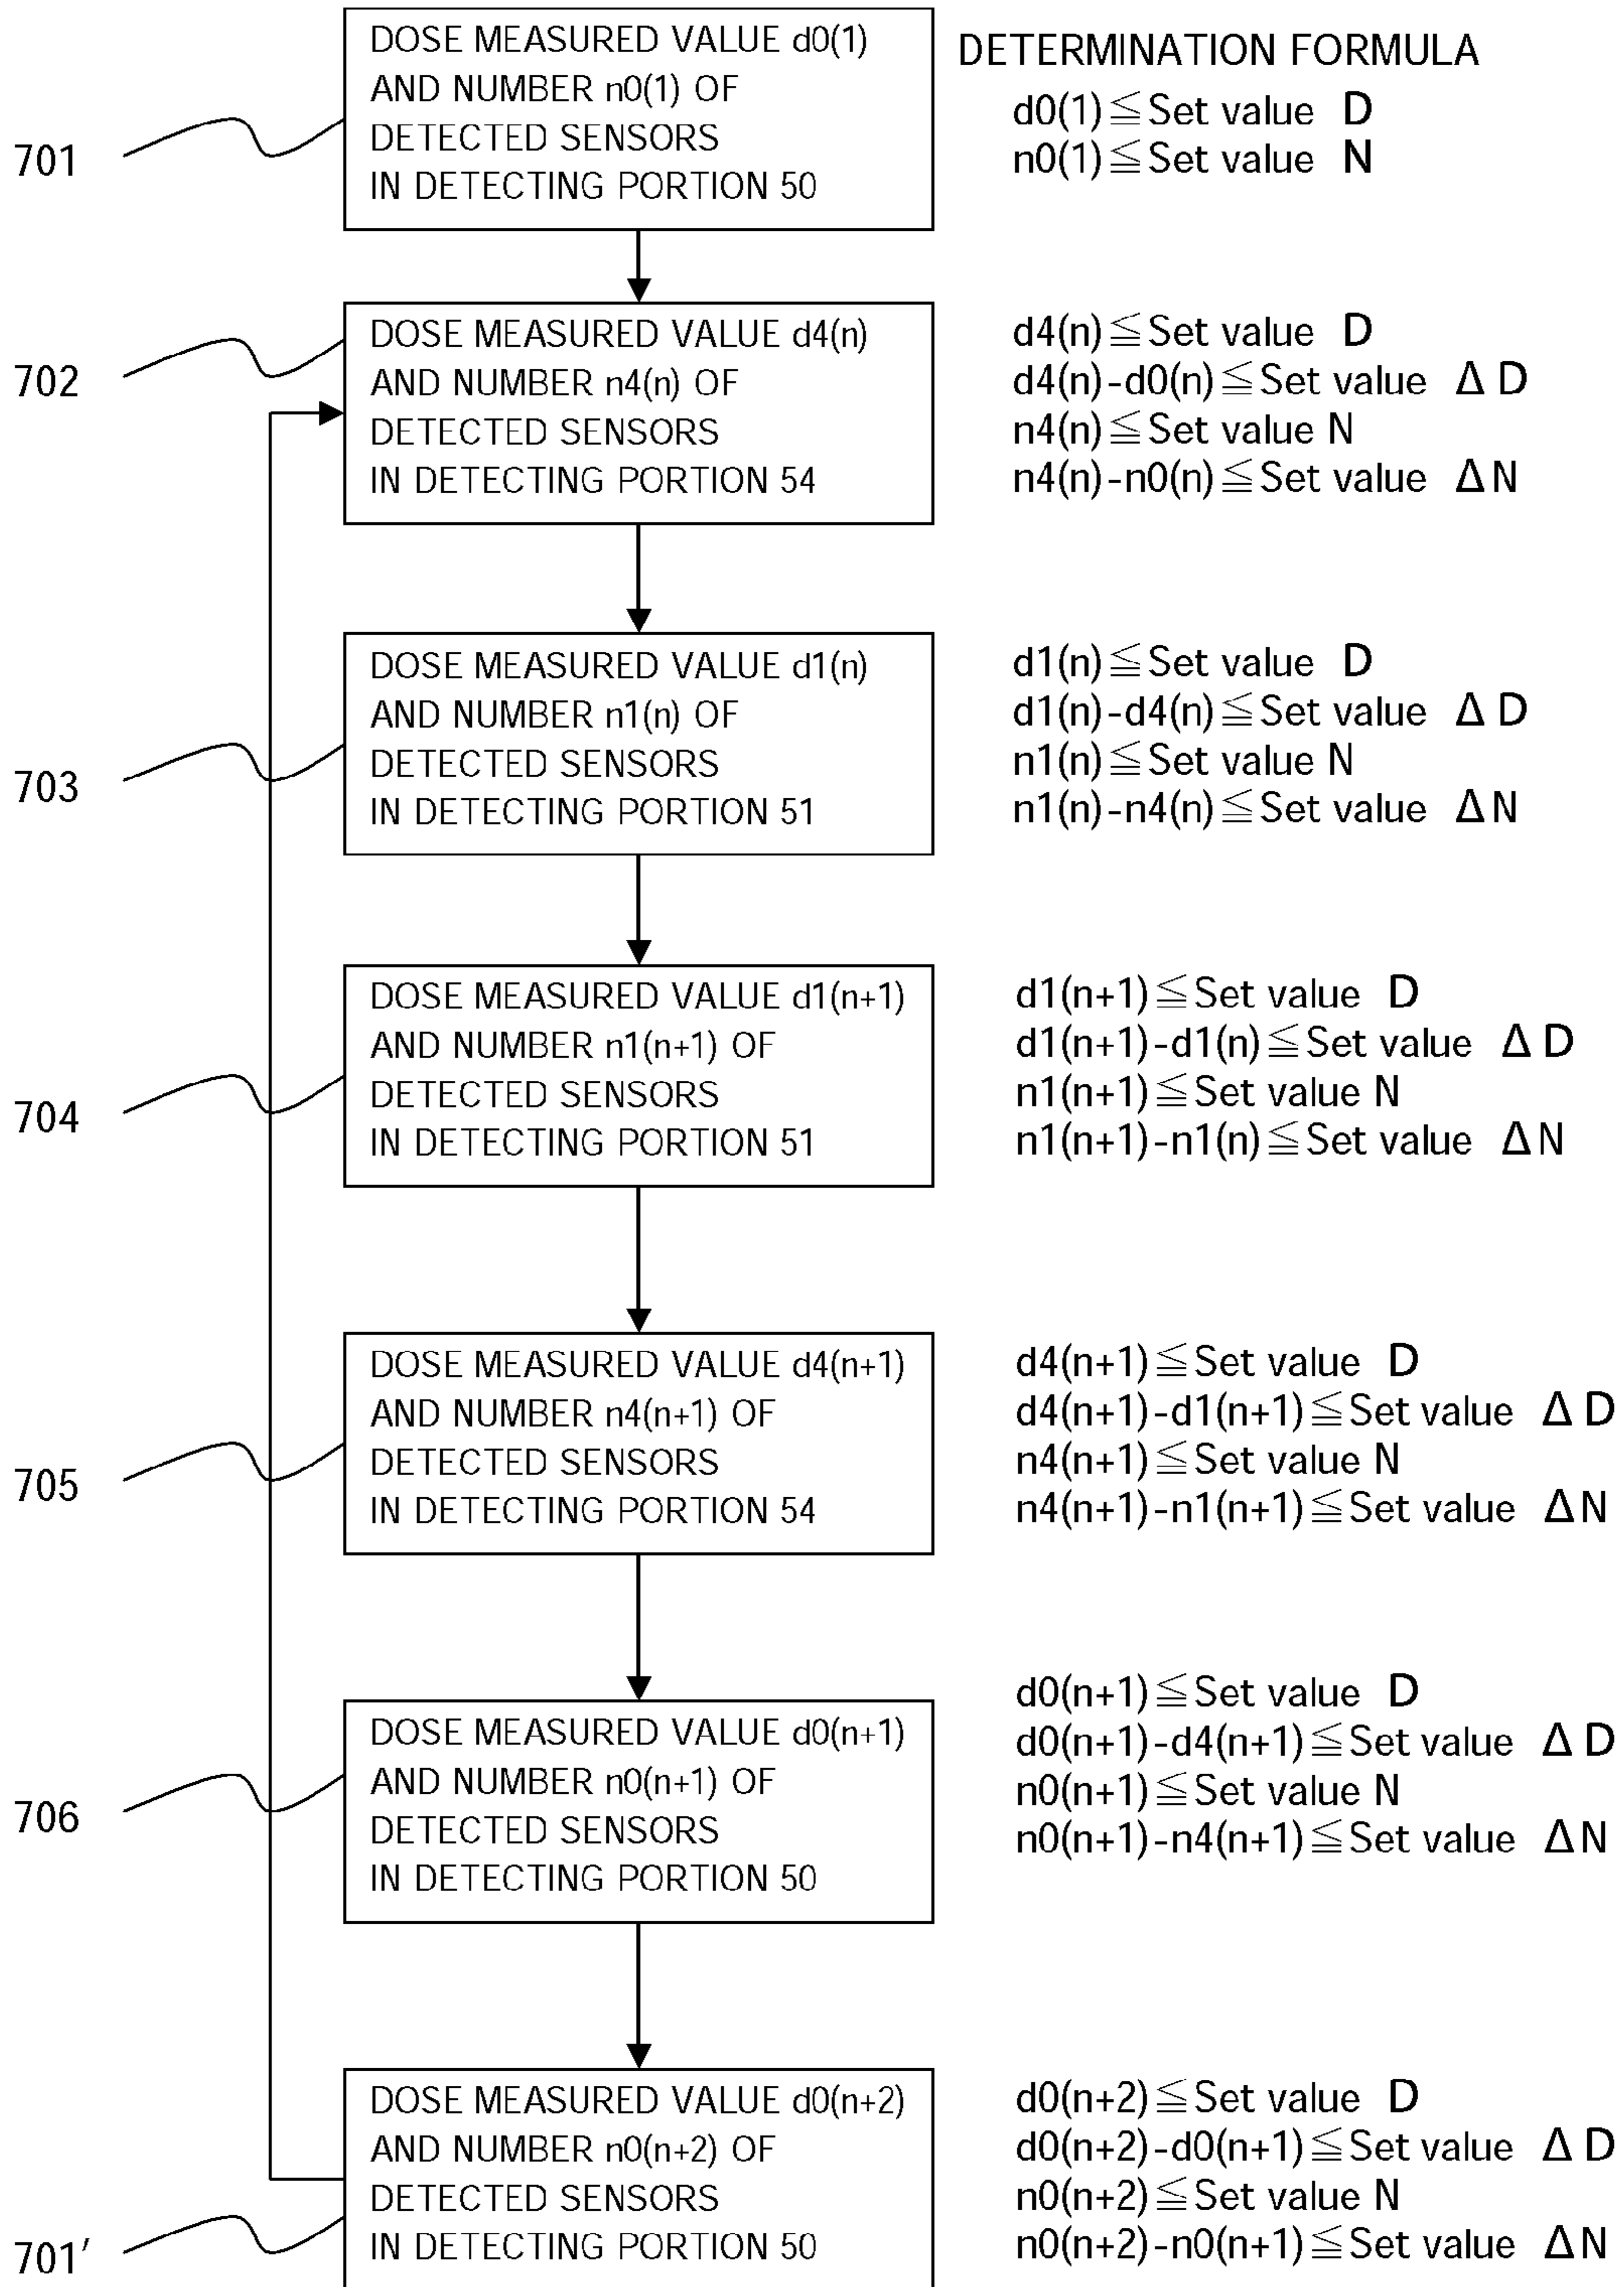 DOSE MEASURED VALUE d0(1)
AND NUMBER n0(1) OF
DETECTED SENSORS
IN DETECTING PORTION 50
701
DETERMINATION FORMULA
d0(1)≦Set value D
n0(1)≦Set value N
DOSE MEASURED VALUE d4(n)
AND NUMBER n4(n) OF
DETECTED SENSORS
IN DETECTING PORTION 54
702
d4(n)≦Set value D
d4(n)-d0(n)≦Set value Δ D
n4(n)≦Set value N
n4(n)-n0(n)≦Set value Δ N
DOSE MEASURED VALUE d1(n)
AND NUMBER n1(n) OF
DETECTED SENSORS
IN DETECTING PORTION 51
703
d1(n)≦Set value D
d1(n)-d4(n)≦Set value Δ D
n1(n)≦Set value N
n1(n)-n4(n)≦Set value Δ N
DOSE MEASURED VALUE d1(n+1)
AND NUMBER n1(n+1) OF
DETECTED SENSORS
IN DETECTING PORTION 51
704
d1(n+1)≦Set value D
d1(n+1)-d1(n)≦Set value Δ D
n1(n+1)≦Set value N
n1(n+1)-n1(n)≦Set value Δ N
DOSE MEASURED VALUE d4(n+1)
AND NUMBER n4(n+1) OF
DETECTED SENSORS
IN DETECTING PORTION 54
705
d4(n+1)≦Set value D
d4(n+1)-d1(n+1)≦Set value Δ D
n4(n+1)≦Set value N
n4(n+1)-n1(n+1)≦Set value Δ N
DOSE MEASURED VALUE d0(n+1)
AND NUMBER n0(n+1) OF
DETECTED SENSORS
IN DETECTING PORTION 50
706
d0(n+1)≦Set value D
d0(n+1)-d4(n+1)≦Set value Δ D
n0(n+1)≦Set value N
n0(n+1)-n4(n+1)≦Set value Δ N
DOSE MEASURED VALUE d0(n+2)
AND NUMBER n0(n+2) OF
DETECTED SENSORS
IN DETECTING PORTION 50
701′
d0(n+2)≦Set value D
d0(n+2)-d0(n+1)≦Set value Δ D
n0(n+2)≦Set value N
n0(n+2)-n0(n+1)≦Set value Δ N